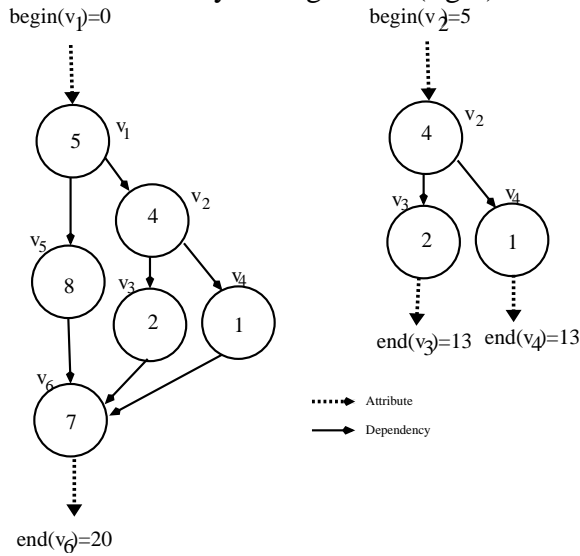 begin(v1)=0
begin(v2)=5
5
v1
4
v2
v5
8
v3
2
v4
1
v6
7
end(v6)=20
4
v2
v3
2
v4
1
end(v3)=13
end(v4)=13
Attribute
Dependency